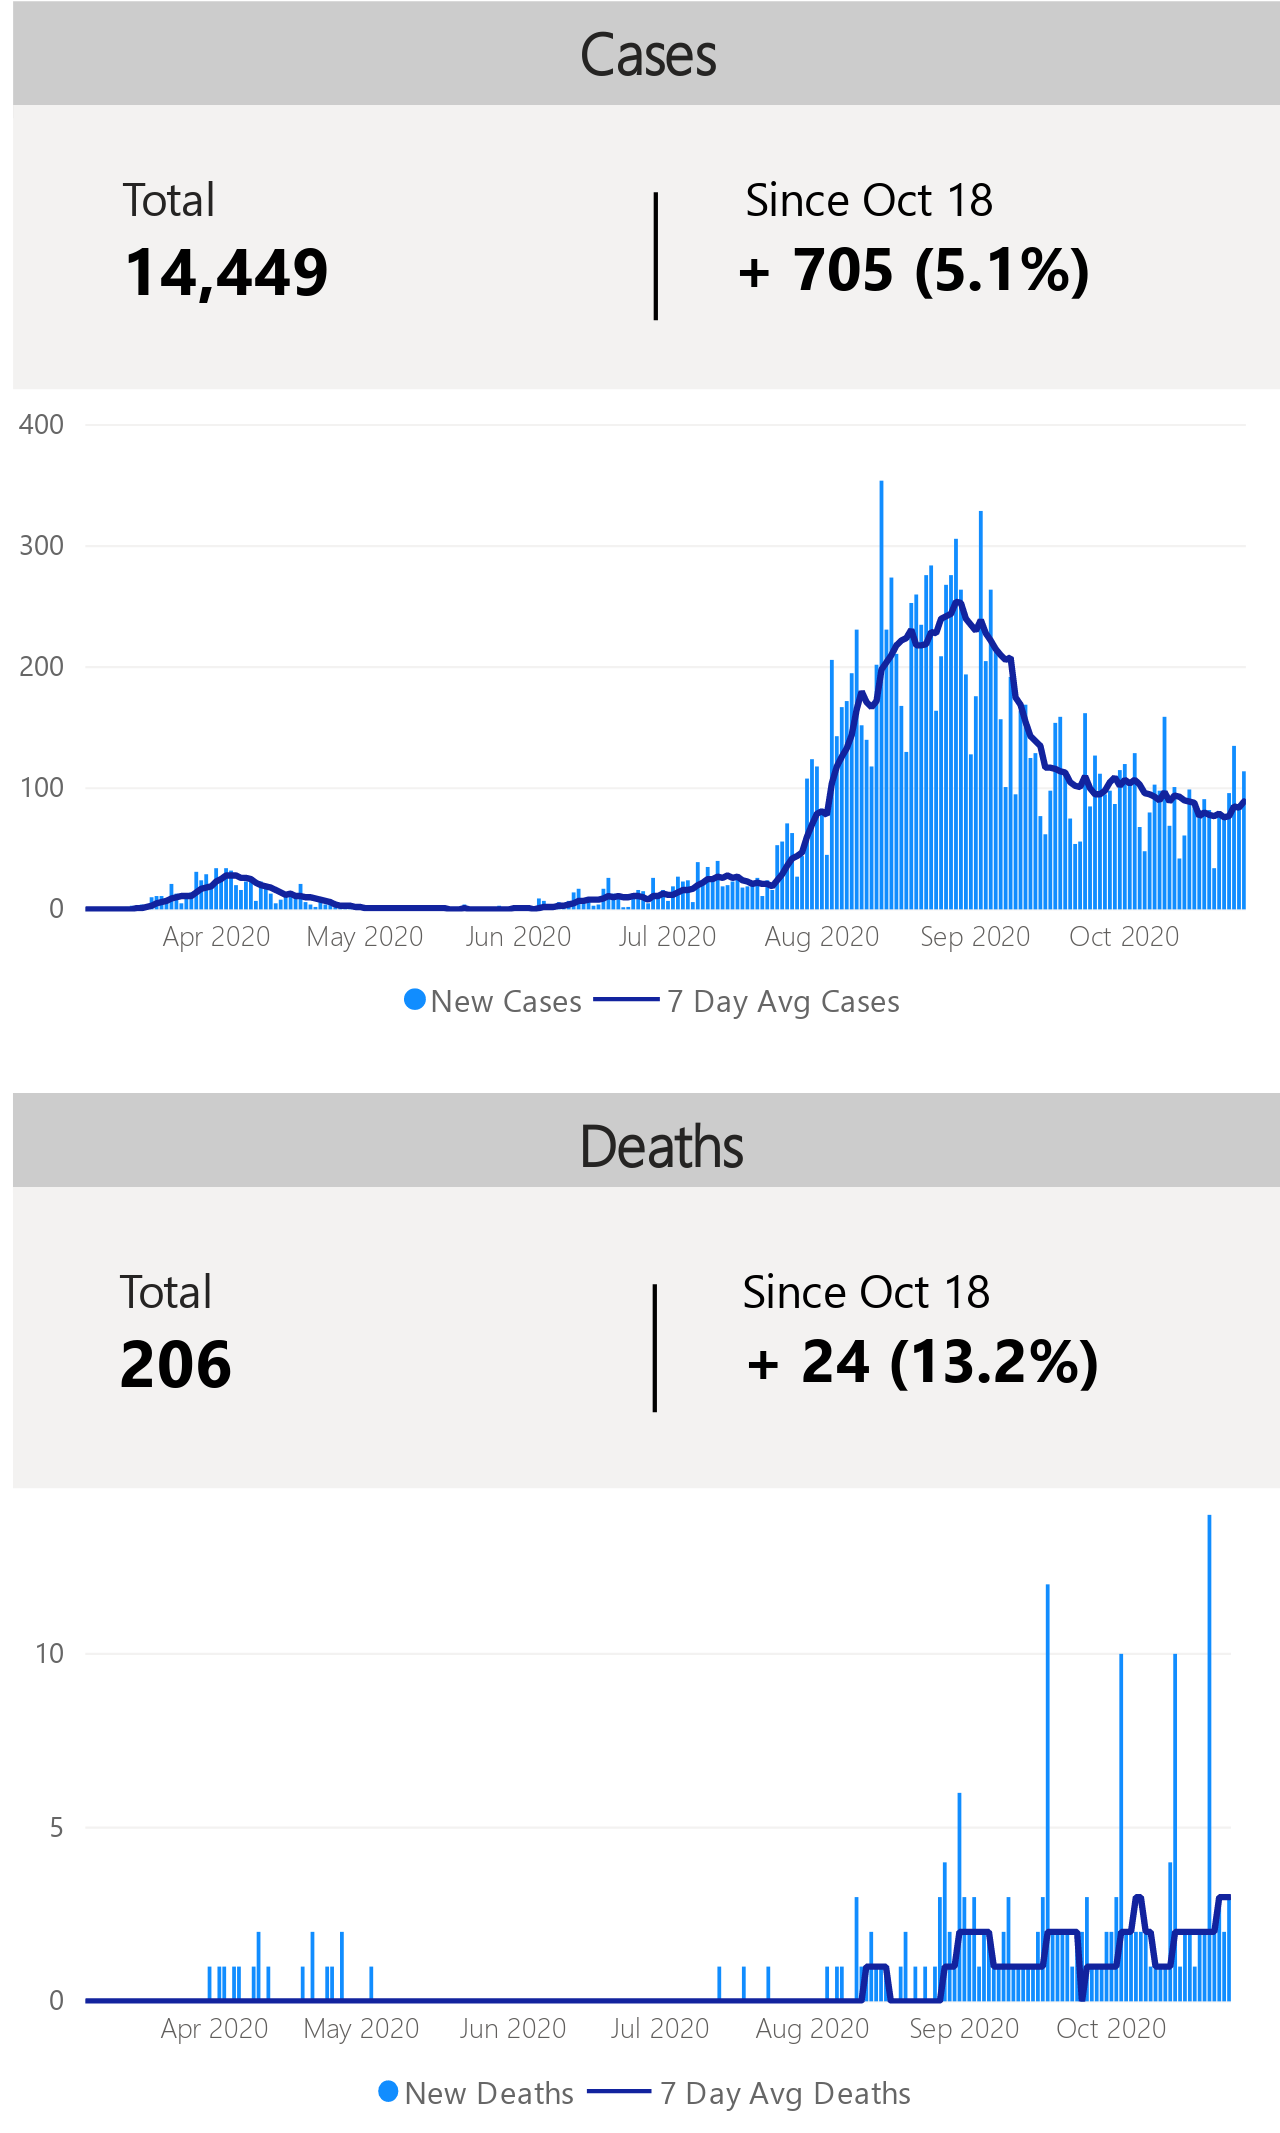 Cases
Total
Since Oct 18
14,449
+ 705 (5.1%)
400
300
200
100
0
Apr 2020 May 2020 Jun 2020 Jul 2020 Aug 2020 Sep 2020 Oct 2020
New Cases 7 Day Avg Cases
Deaths
Total
Since Oct 18
206
+ 24 (13.2%)
10
5
0
Apr 2020 May 2020 Jun 2020 Jul 2020 Aug 2020 Sep 2020 Oct 2020
New Deaths 7 Day Avg Deaths